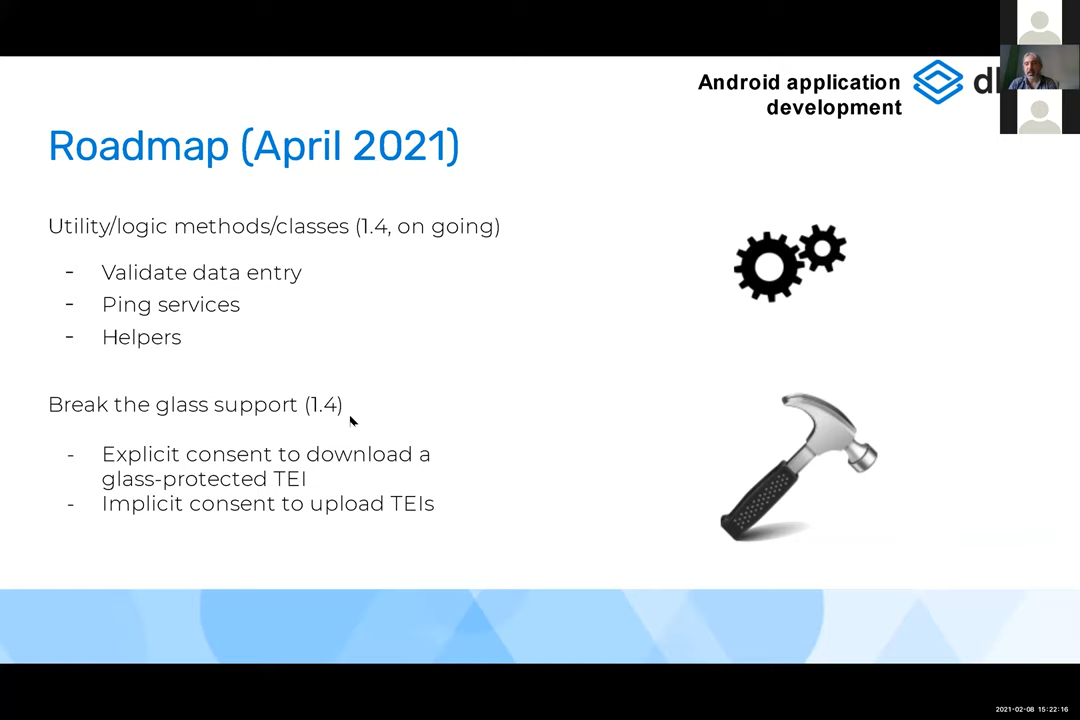 Android application
development
Roadmap (April 2021)
Utility/logic methods/classes (1.4, on going)
- Validate data entry
- Ping services
- Helpers
Break the glass support (1.4)
- Explicit consent to download a
glass-protected TEI
- Implicit consent to upload TEIs
2021-02-08 15:22:16